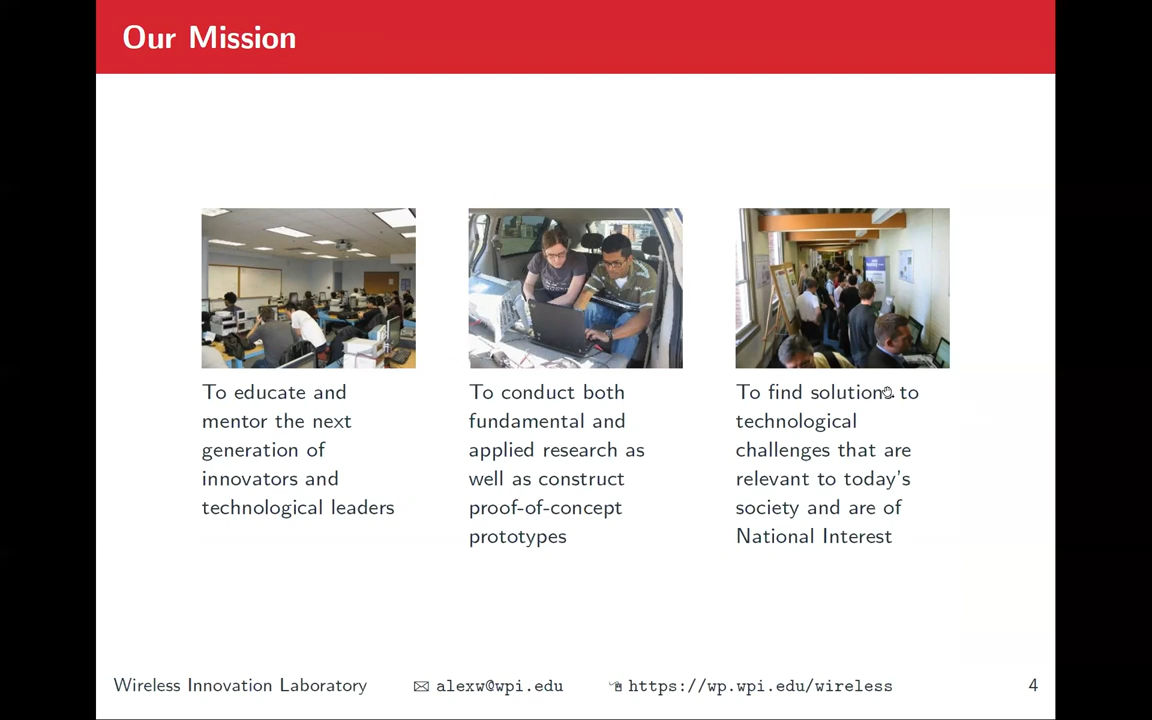 Our Mission
To educate and
mentor the next
generation of
innovators and
technological leaders
To conduct both
fundamental and
applied research as
well as construct
proof-of-concept
prototypes
To find solutions to
technological
challenges that are
relevant to today's
society and are of
National Interest
Wireless Innovation Laboratory
alexw@wpi.edu
https://wp.wpi.edu/wireless
4